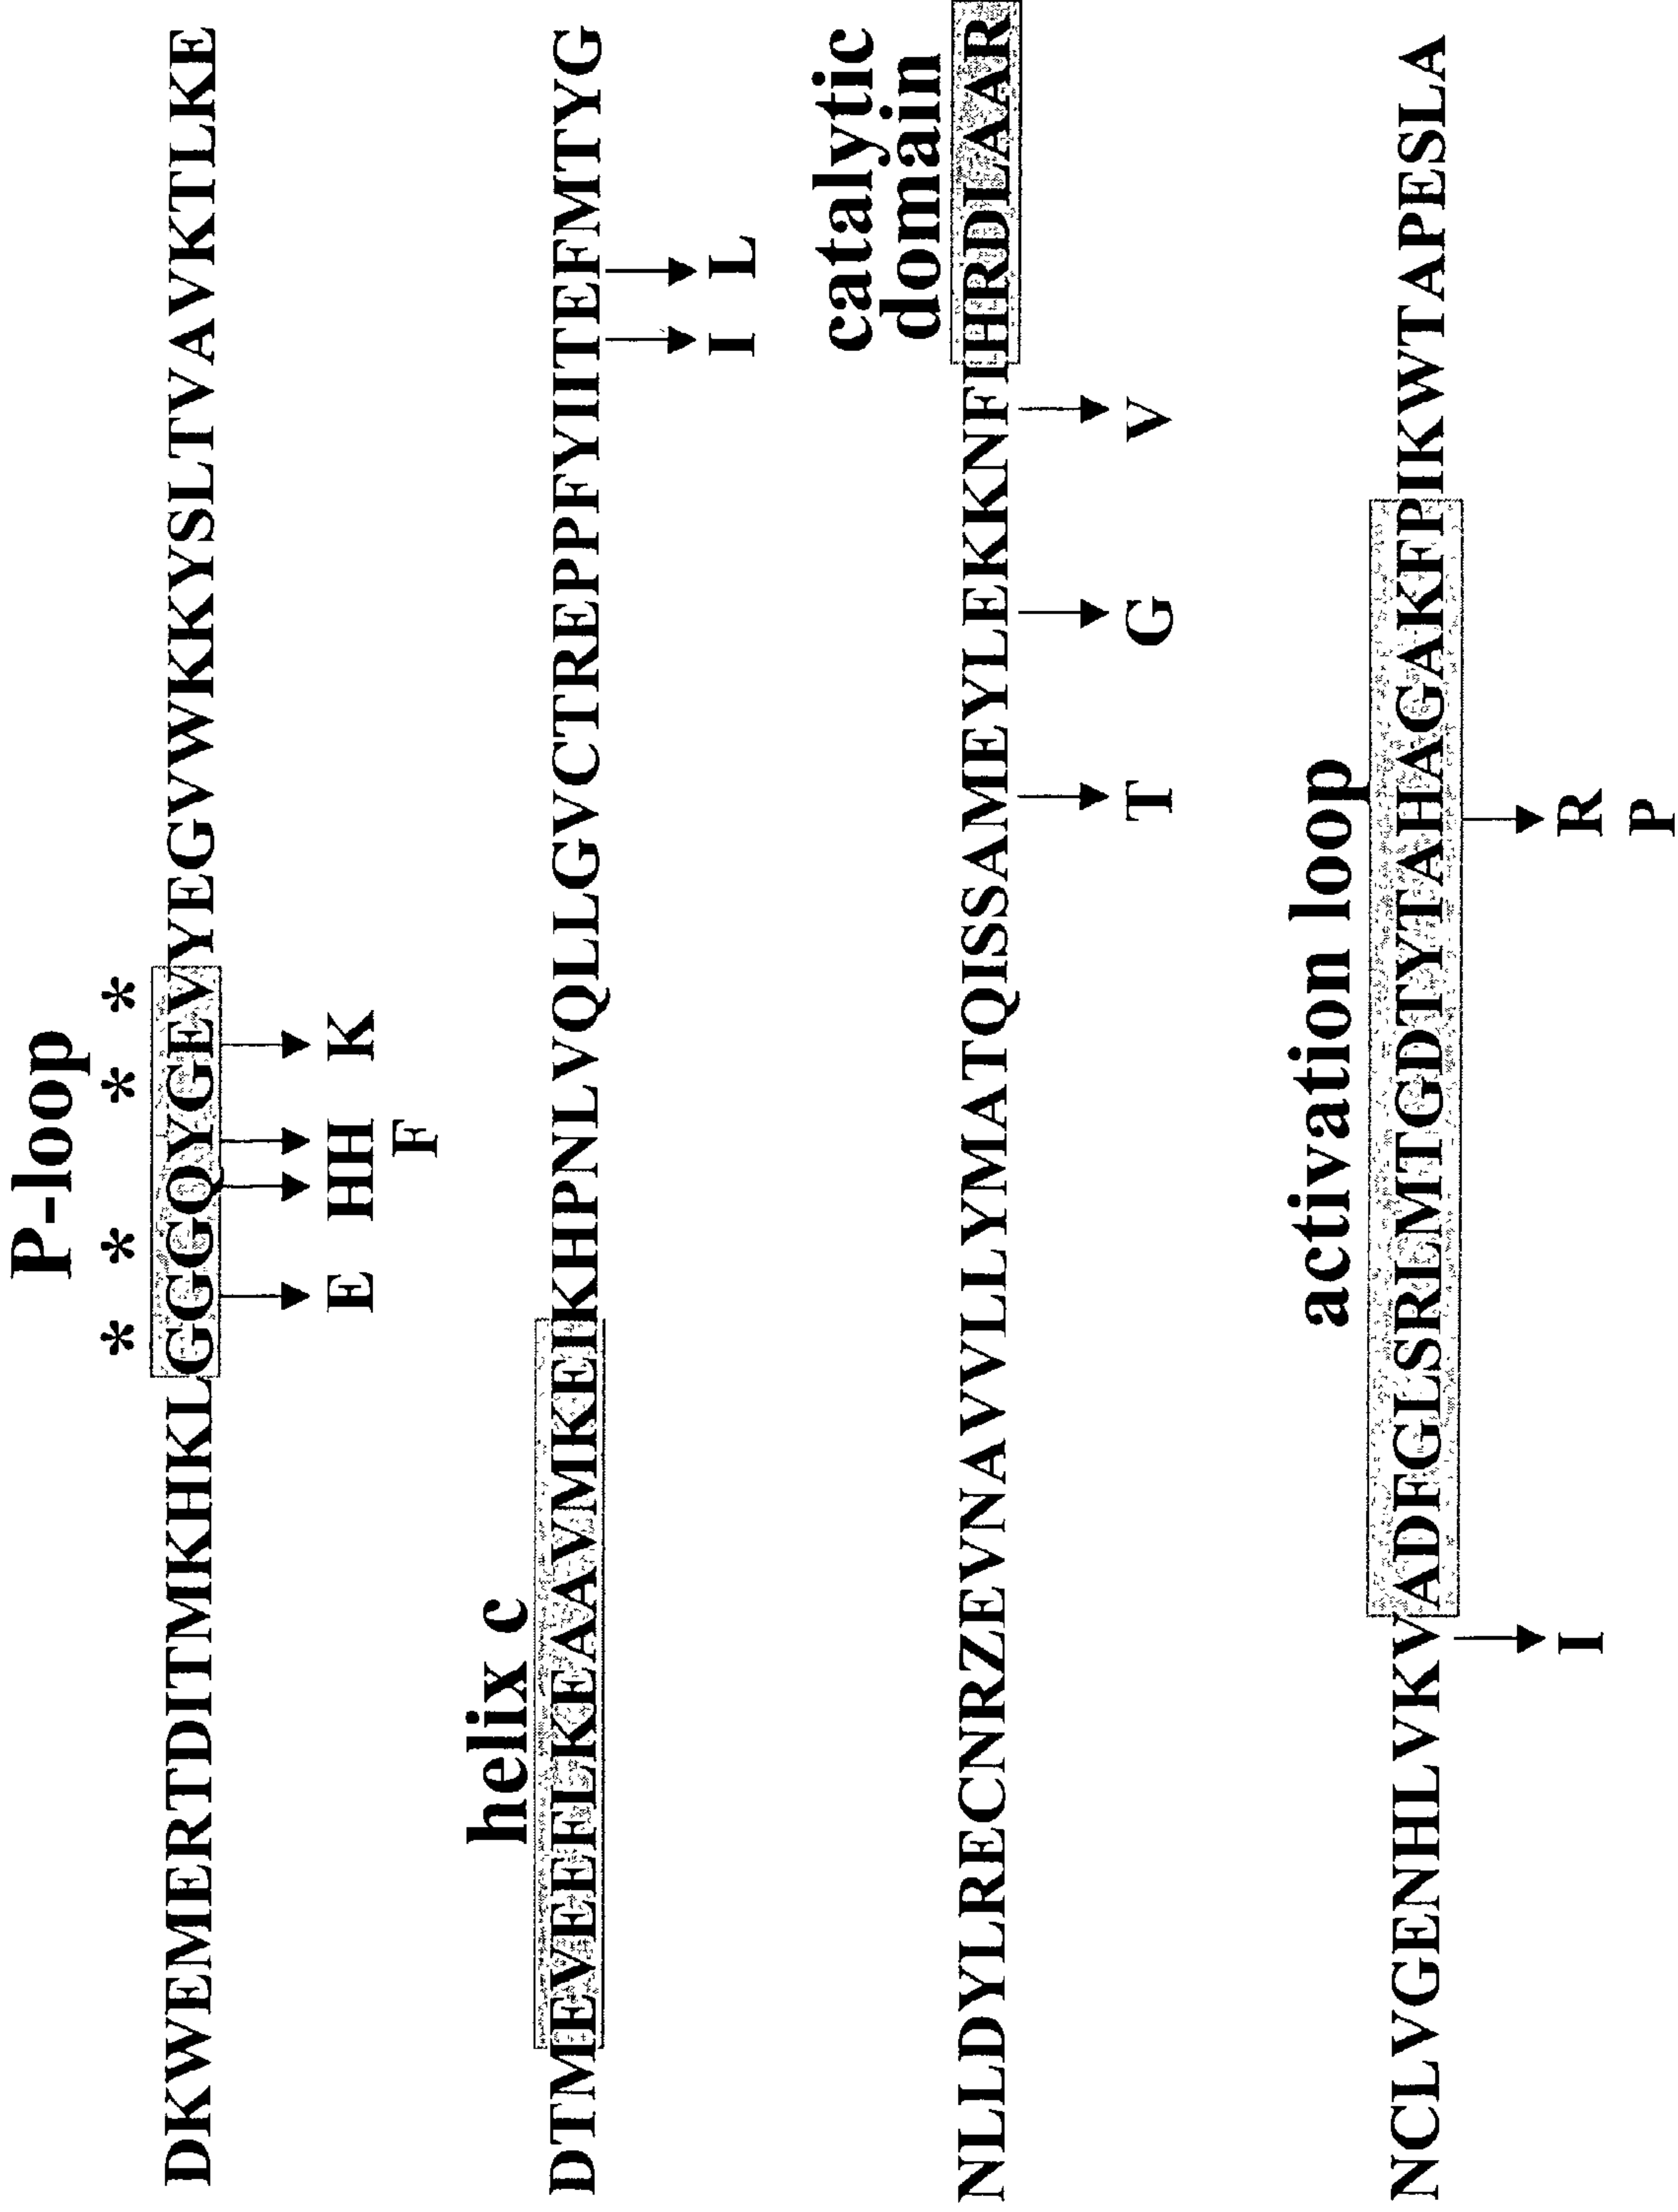 P-loop
* * * *
DKWEMERTDITMKHKLGGGQYGEVYEGVWKKYSLTVAVKTLKE
E HH K
F
helix c
DTMEVEEFLKEAAVMKEIKHPNLVQLLGVCTREPPFYIITEFMTYG
I L
catalytic
domain
NLLDYLRECNRZEVNAVVLLYMATQISSAMEYLEKKNFIHRDLAAR
T G V
activation loop
NCLVGENHLVKVADFGLSRLMTGDTYTAHAGAKFPIKWTAPESLA
I R
P